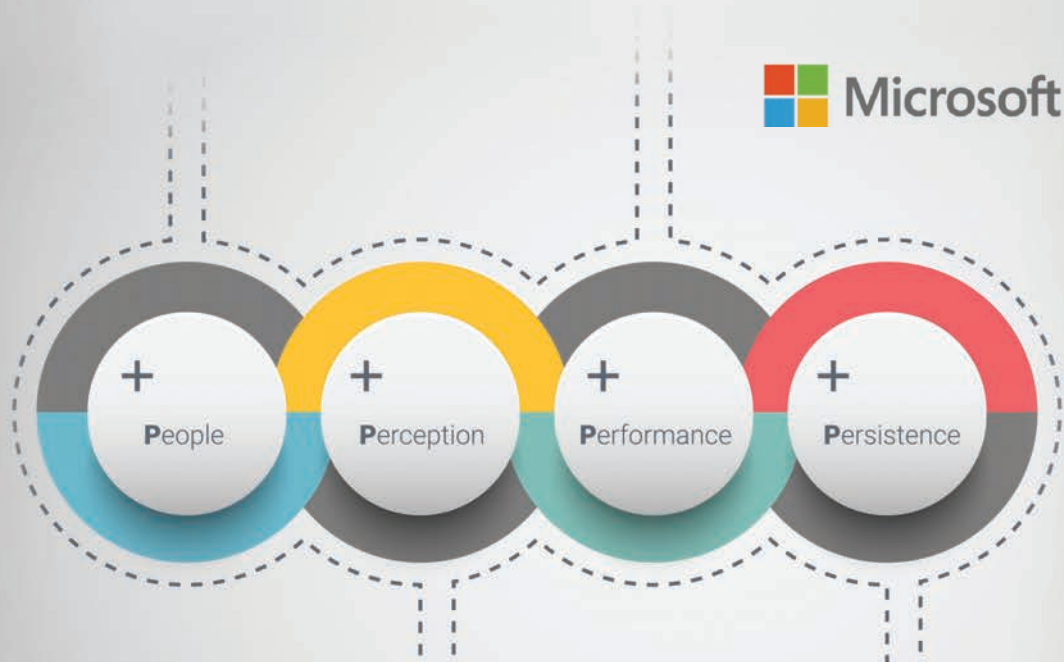 Microsoft
+
People
+
Perception
+
Performance
+
Persistence